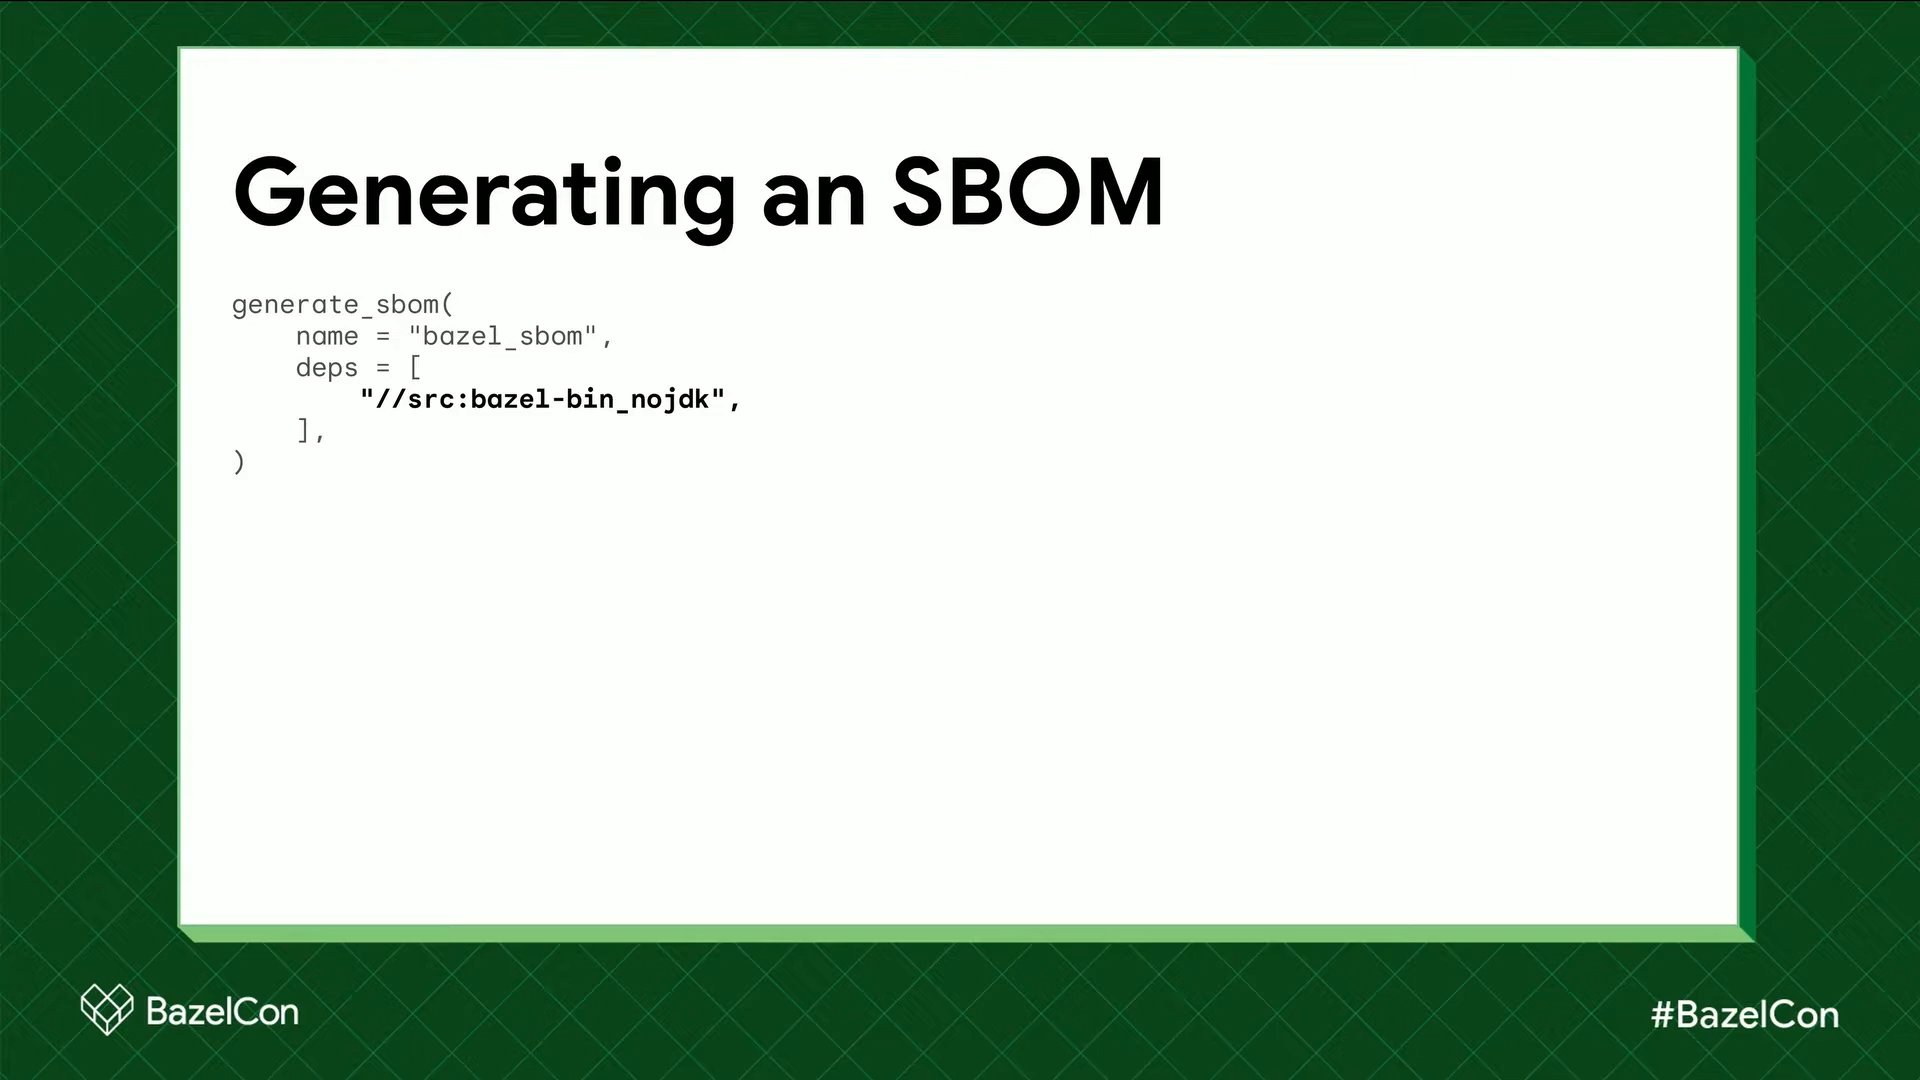 Generating an SBOM
generate_sbom(
    name = "bazel_sbom",
    deps = [
        "//src:bazel-bin_nojdk",
    ],
)
BazelCon
#BazelCon